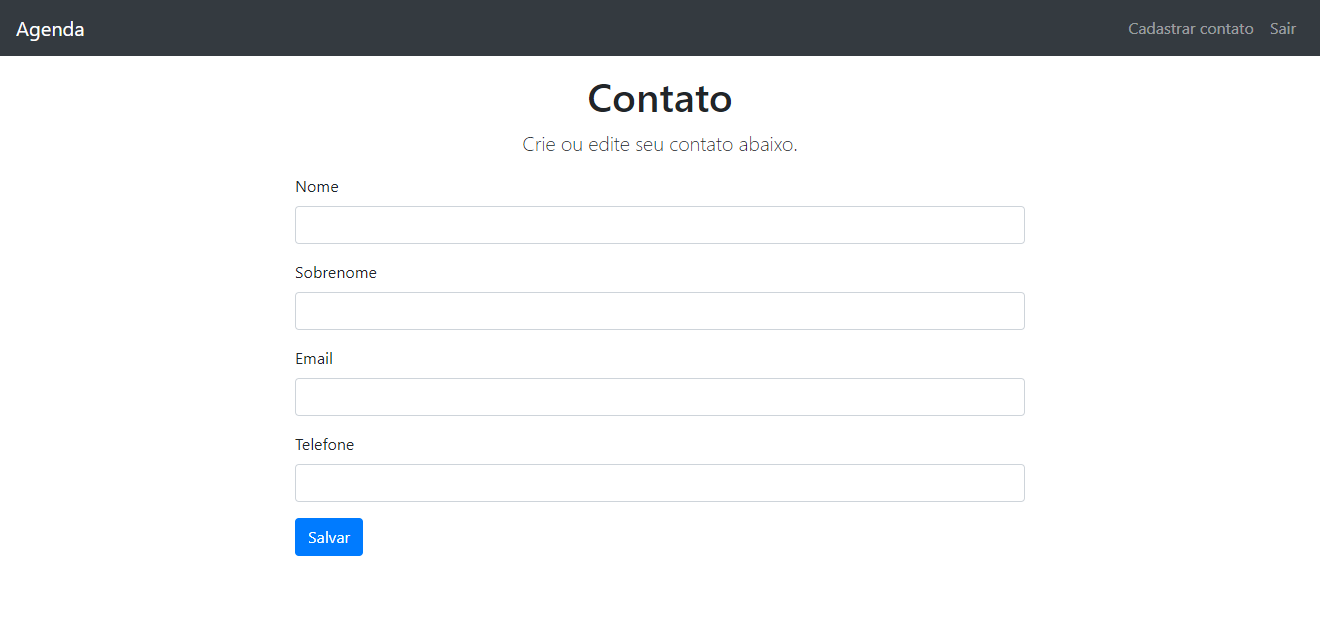 Agenda
Cadastrar contato Sair
Contato
Crie ou edite seu contato abaixo.
Nome
Sobrenome
Email
Telefone
Salvar